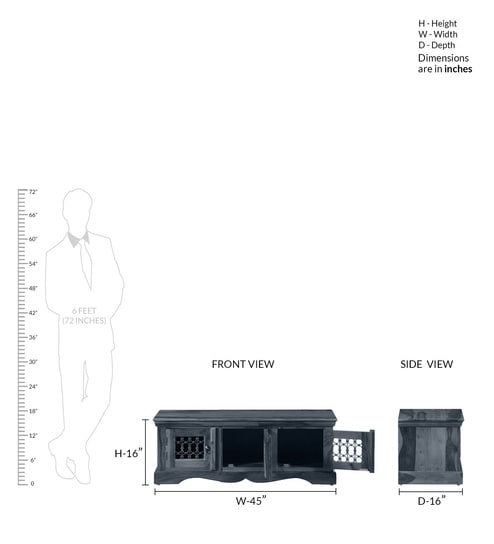 H - Height
W - Width
D - Depth
Dimensions
are in inches
72"
66"
60"
54"
48"
42"
36"
30"
24"
18"
12"
6"
0
6 FEET
(72 INCHES)
FRONT VIEW
SIDE VIEW
H-16"
W-45"
D-16"